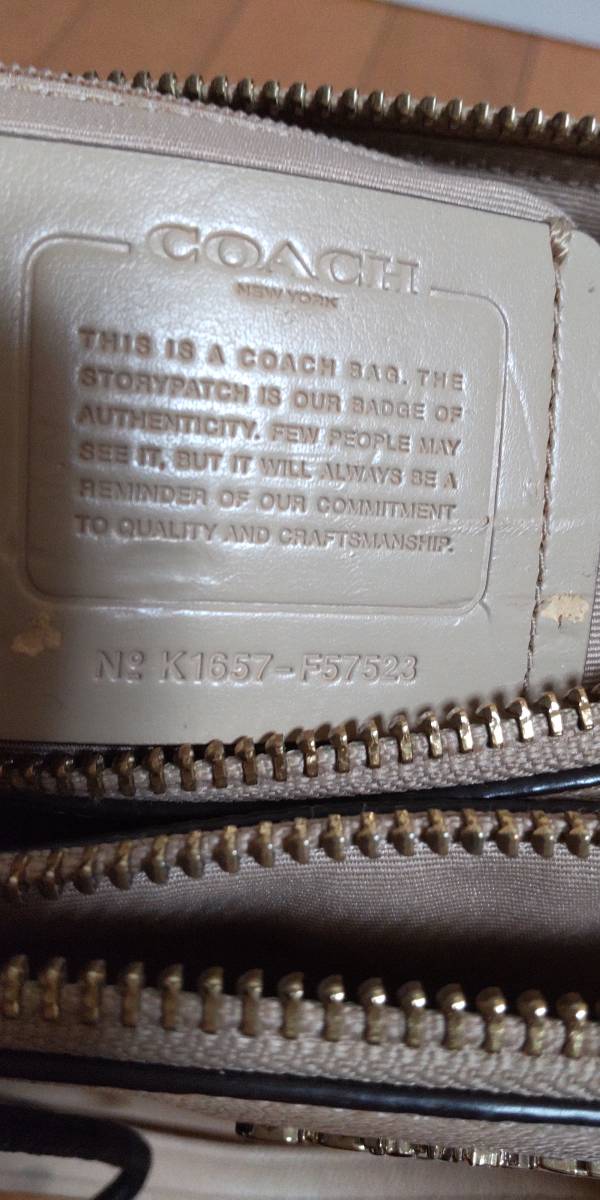 COACH
NEW YORK
THIS IS A COACH BAG. THE
STORYPATCH IS OUR BADGE OF
AUTHENTICITY. FEW PEOPLE MAY
SEE IT, BUT IT WILL ALWAYS BE A
REMINDER OF OUR COMMITMENT
TO QUALITY AND CRAFTSMANSHIP.
Nº K1657-F57523